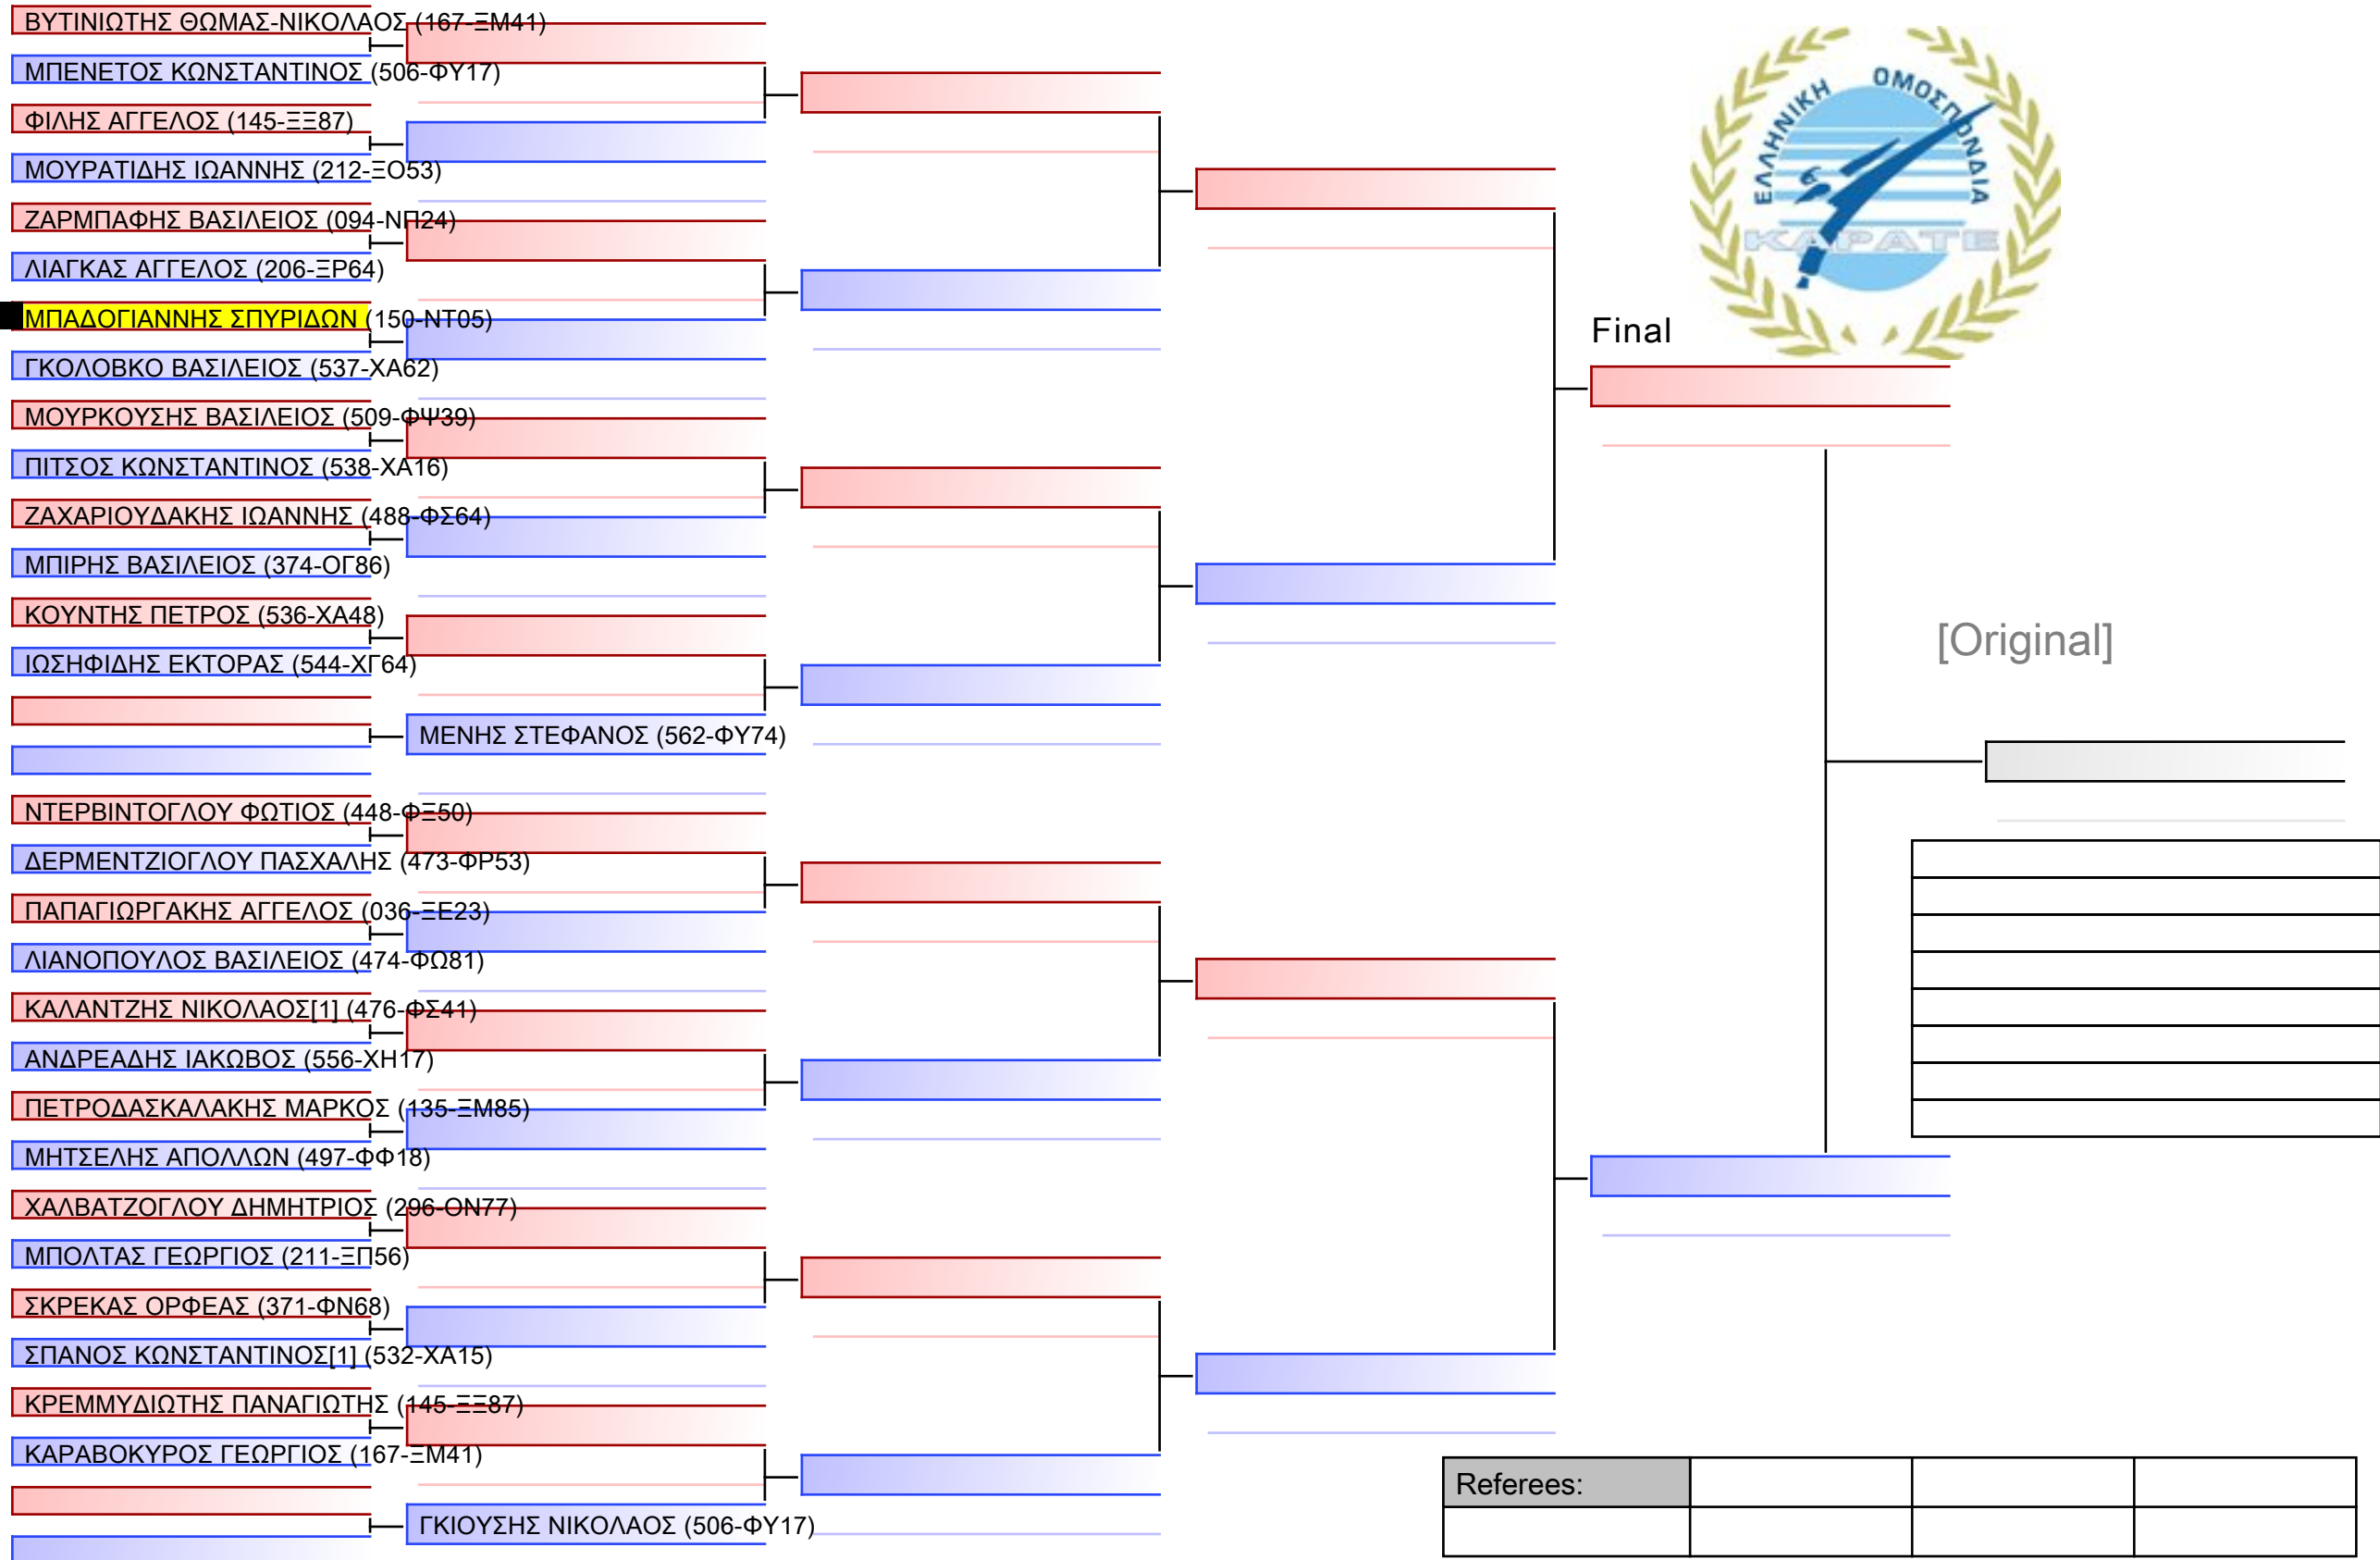 ΒΥΤΙΝΙΩΤΗΣ ΘΩΜΑΣ-ΝΙΚΟΛΑΟΣ (167-ΞΜ41)
ΜΠΕΝΕΤΟΣ ΚΩΝΣΤΑΝΤΙΝΟΣ (506-ΦΥ17)
ΦΙΛΗΣ ΑΓΓΕΛΟΣ (145-ΞΞ87)
ΜΟΥΡΑΤΙΔΗΣ ΙΩΑΝΝΗΣ (212-ΞΟ53)
ΖΑΡΜΠΑΦΗΣ ΒΑΣΙΛΕΙΟΣ (094-ΝΠ24)
ΛΙΑΓΚΑΣ ΑΓΓΕΛΟΣ (206-ΞΡ64)
ΜΠΑΔΟΓΙΑΝΝΗΣ ΣΠΥΡΙΔΩΝ (150-ΝΤ05)
ΓΚΟΛΟΒΚΟ ΒΑΣΙΛΕΙΟΣ (537-ΧΑ62)
ΜΟΥΡΚΟΥΣΗΣ ΒΑΣΙΛΕΙΟΣ (509-ΦΨ39)
ΠΙΤΣΟΣ ΚΩΝΣΤΑΝΤΙΝΟΣ (538-ΧΑ16)
ΖΑΧΑΡΙΟΥΔΑΚΗΣ ΙΩΑΝΝΗΣ (488-ΦΣ64)
ΜΠΙΡΗΣ ΒΑΣΙΛΕΙΟΣ (374-ΟΓ86)
ΚΟΥΝΤΗΣ ΠΕΤΡΟΣ (536-ΧΑ48)
ΙΩΣΗΦΙΔΗΣ ΕΚΤΟΡΑΣ (544-ΧΓ64)
ΜΕΝΗΣ ΣΤΕΦΑΝΟΣ (562-ΦΥ74)
ΝΤΕΡΒΙΝΤΟΓΛΟΥ ΦΩΤΙΟΣ (448-ΦΞ50)
ΔΕΡΜΕΝΤΖΙΟΓΛΟΥ ΠΑΣΧΑΛΗΣ (473-ΦΡ53)
ΠΑΠΑΓΙΩΡΓΑΚΗΣ ΑΓΓΕΛΟΣ (036-ΞΕ23)
ΛΙΑΝΟΠΟΥΛΟΣ ΒΑΣΙΛΕΙΟΣ (474-ΦΩ81)
ΚΑΛΑΝΤΖΗΣ ΝΙΚΟΛΑΟΣ[1] (476-ΦΣ41)
ΑΝΔΡΕΑΔΗΣ ΙΑΚΩΒΟΣ (556-ΧΗ17)
ΠΕΤΡΟΔΑΣΚΑΛΑΚΗΣ ΜΑΡΚΟΣ (135-ΞΜ85)
ΜΗΤΣΕΛΗΣ ΑΠΟΛΛΩΝ (497-ΦΦ18)
ΧΑΛΒΑΤΖΟΓΛΟΥ ΔΗΜΗΤΡΙΟΣ (296-ΟΝ77)
ΜΠΟΛΤΑΣ ΓΕΩΡΓΙΟΣ (211-ΞΠ56)
ΣΚΡΕΚΑΣ ΟΡΦΕΑΣ (371-ΦΝ68)
ΣΠΑΝΟΣ ΚΩΝΣΤΑΝΤΙΝΟΣ[1] (532-ΧΑ15)
ΚΡΕΜΜΥΔΙΩΤΗΣ ΠΑΝΑΓΙΩΤΗΣ (145-ΞΞ87)
ΚΑΡΑΒΟΚΥΡΟΣ ΓΕΩΡΓΙΟΣ (167-ΞΜ41)
ΓΚΙΟΥΣΗΣ ΝΙΚΟΛΑΟΣ (506-ΦΥ17)
ΕΛΛΗΝΙΚΗ ΟΜΟΣΠΟΝΔΙΑ
ΚΑΡΑΤΕ
Final
[Original]
Referees: